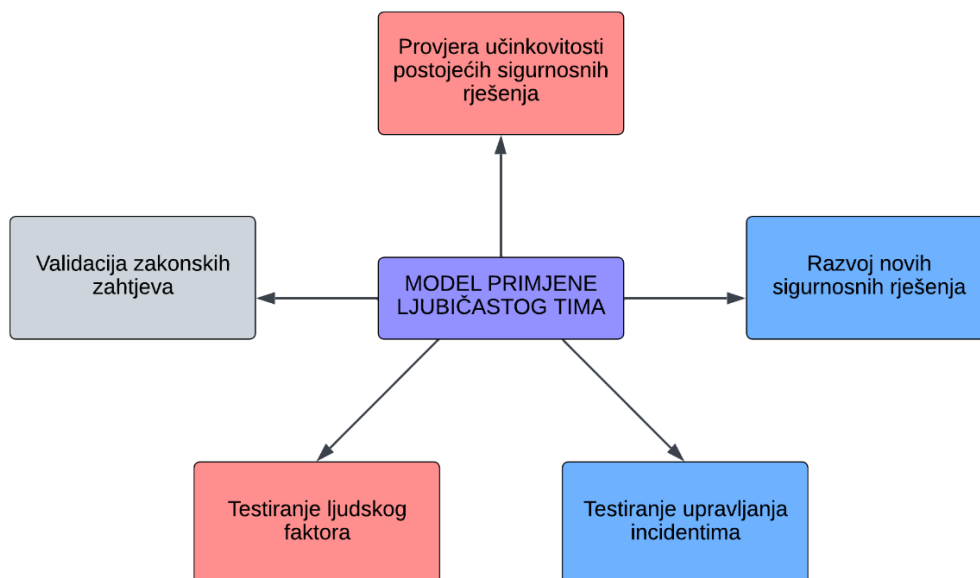 Provjera učinkovitosti
postojećih sigurnosnih
rješenja
Validacija zakonskih
zahtjeva
MODEL PRIMJENE
LJUBIČASTOG TIMA
Razvoj novih
sigurnosnih rješenja
Testiranje ljudskog
faktora
Testiranje upravljanja
incidentima